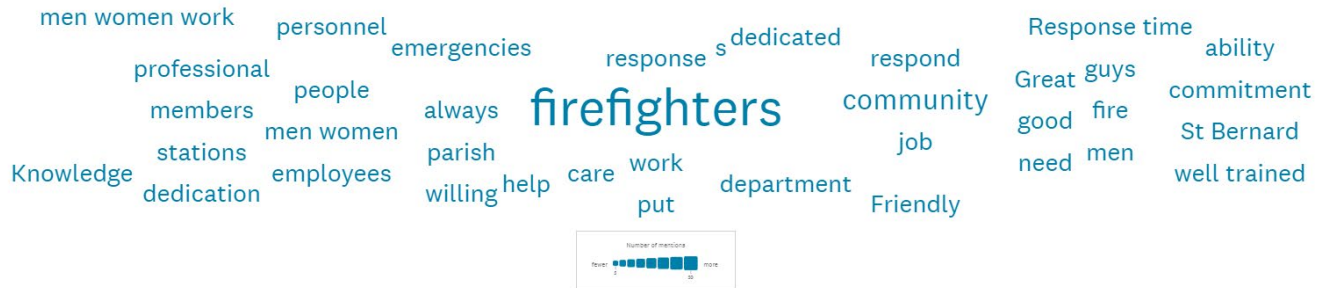 men women work
personnel
emergencies
response
s
dedicated
respond
Response time
ability
professional
people
members
men women
always
firefighters
community
Great
guys
commitment
stations
parish
job
good
fire
St Bernard
Knowledge
dedication
employees
willing
help
care
work
put
department
Friendly
need
men
well trained
Number of mentions
fewer
more
2